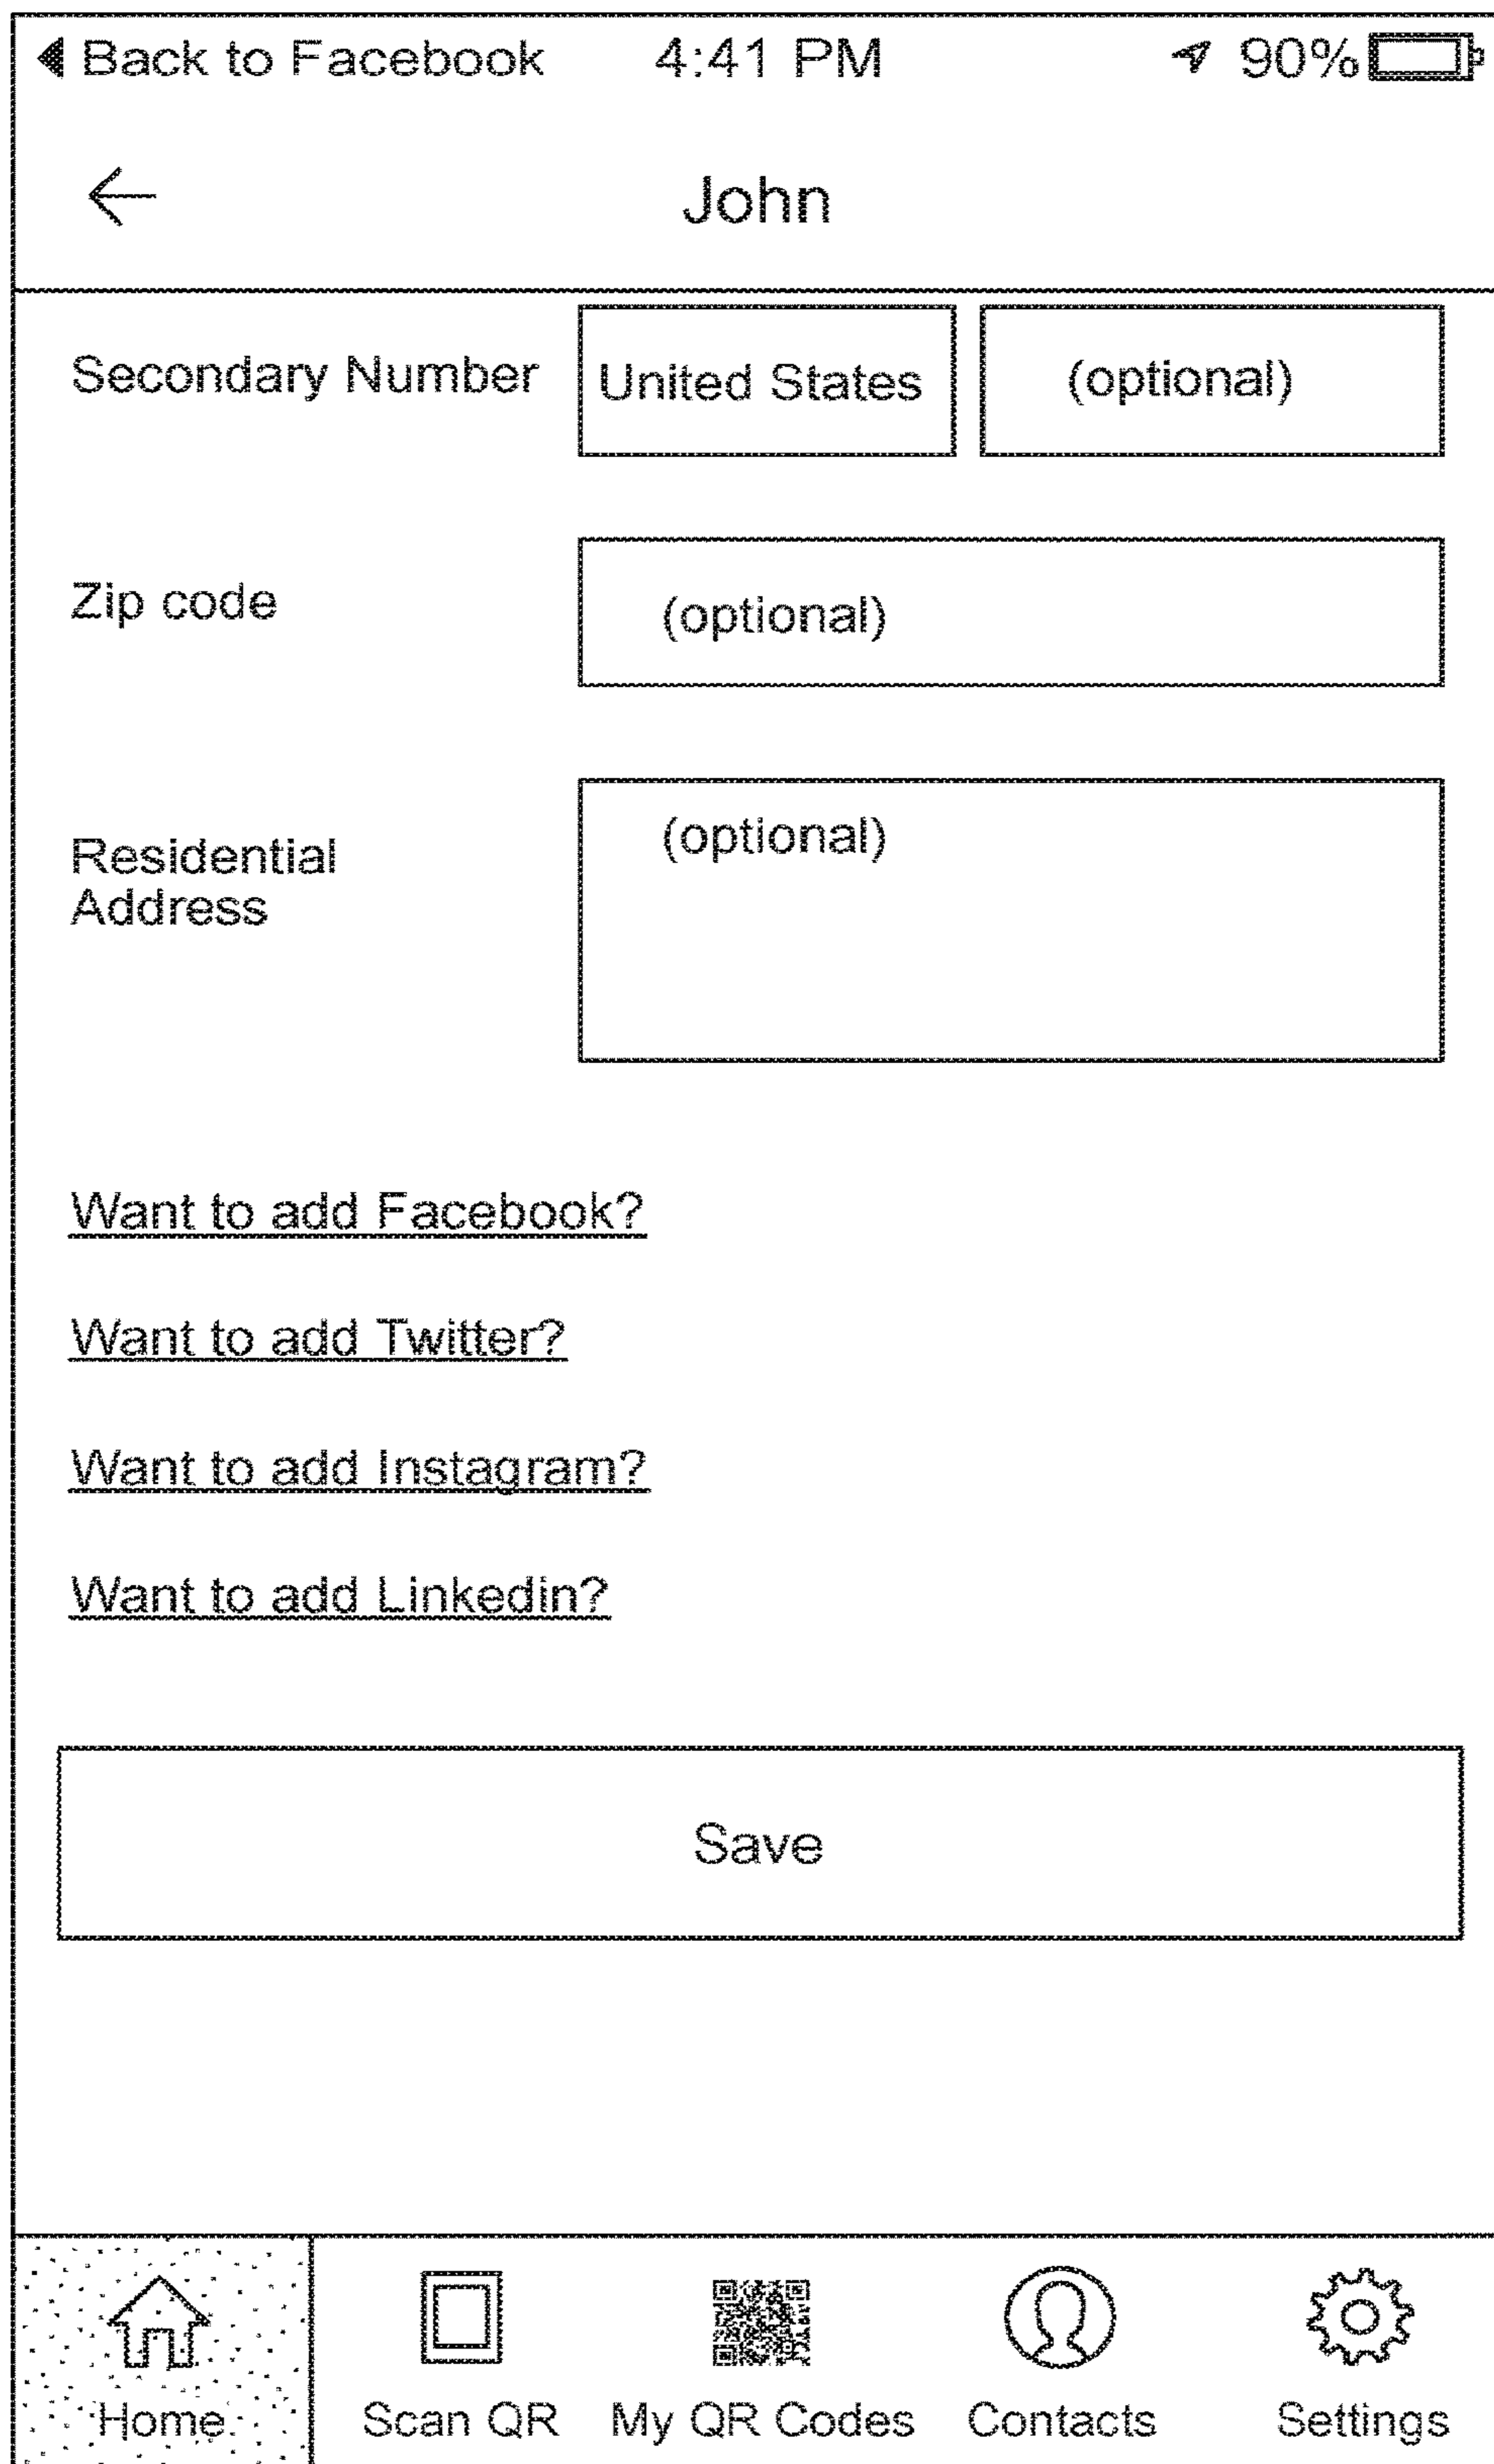 Back to Facebook 4:41 PM 90%
John
Secondary Number United States (optional)
Zip code (optional)
Residential (optional)
Address
Want to add Facebook?
Want to add Twitter?
Want to add Instagram?
Want to add Linkedin?
Save
Home Scan QR My QR Codes Contacts Settings